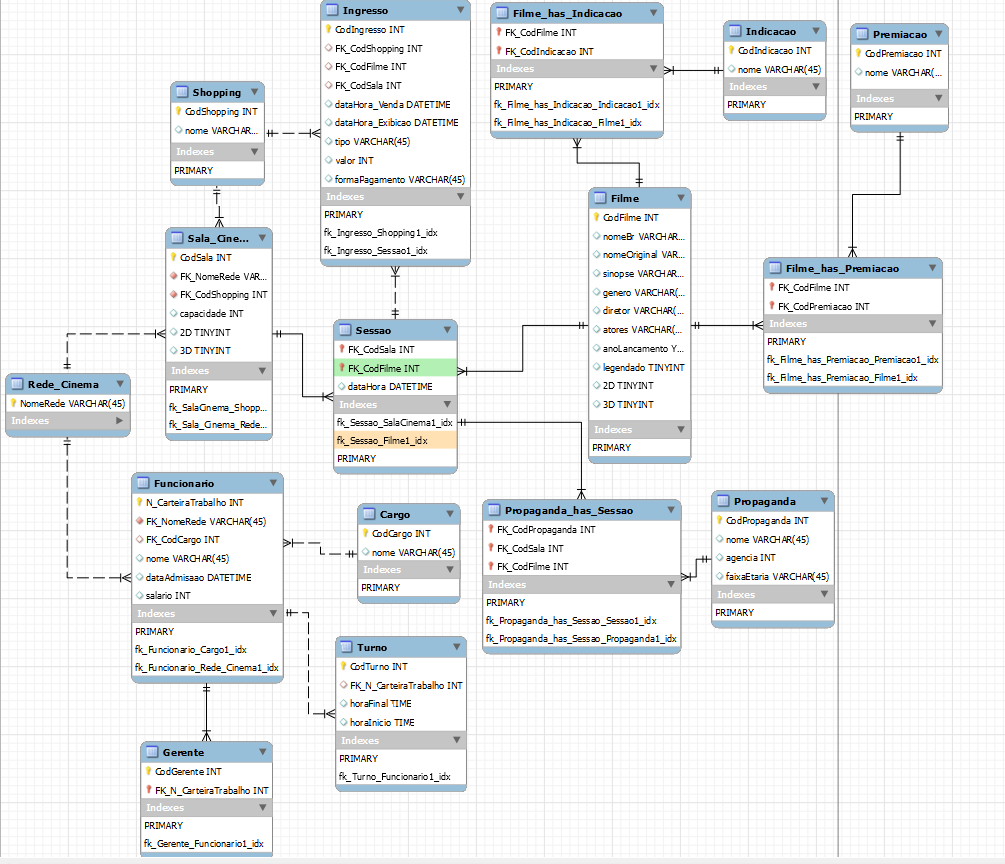 Ingresso
CodIngresso INT
FK_CodShopping INT
FK_CodFilme INT
FK_CodSala INT
dataHora_Venda DATETIME
dataHora_Exibicao DATETIME
tipo VARCHAR(45)
valor INT
formaPagamento VARCHAR(45)
Indexes
PRIMARY
fk_Ingresso_Shopping1_idx
fk_Ingresso_Sessao1_idx
Filme_has_Indicacao
FK_CodFilme INT
FK_CodIndicacao INT
Indexes
PRIMARY
fk_Filme_has_Indicacao_Indicacao1_idx
fk_Filme_has_Indicacao_Filme1_idx
Indicacao
CodIndicacao INT
nome VARCHAR(45)
Indexes
PRIMARY
Premiacao
CodPremiacao INT
nome VARCHAR(...
Indexes
PRIMARY
Shopping
CodShopping INT
nome VARCHAR...
Indexes
PRIMARY
Sala_Cine...
CodSala INT
FK_NomeRede VAR...
FK_CodShopping INT
capacidade INT
2D TINYINT
3D TINYINT
Indexes
PRIMARY
fk_SalaCinema_Shopp...
fk_Sala_Cinema_Rede...
Filme
CodFilme INT
nomeBr VARCHAR...
nomeOriginal VAR...
sinopse VARCHAR...
genero VARCHAR(...
diretor VARCHAR(...
atores VARCHAR(...
anoLancamento Y...
legendado TINYINT
2D TINYINT
3D TINYINT
Indexes
PRIMARY
Filme_has_Premiacao
FK_CodFilme INT
FK_CodPremiacao INT
Indexes
PRIMARY
fk_Filme_has_Premiacao_Premiacao1_idx
fk_Filme_has_Premiacao_Filme1_idx
Sessao
FK_CodSala INT
FK_CodFilme INT
dataHora DATETIME
Indexes
fk_Sessao_SalaCinema1_idx
fk_Sessao_Filme1_idx
PRIMARY
Rede_Cinema
NomeRede VARCHAR(45)
Indexes
Funcionario
N_CarteiraTrabalho INT
FK_NomeRede VARCHAR(45)
FK_CodCargo INT
nome VARCHAR(45)
dataAdmisaao DATETIME
salario INT
Indexes
PRIMARY
fk_Funcionario_Cargo1_idx
fk_Funcionario_Rede_Cinema1_idx
Cargo
CodCargo INT
nome VARCHAR(45)
Indexes
PRIMARY
Propaganda_has_Sessao
FK_CodPropaganda INT
FK_CodSala INT
FK_CodFilme INT
Indexes
PRIMARY
fk_Propaganda_has_Sessao_Sessao1_idx
fk_Propaganda_has_Sessao_Propaganda1_idx
Propaganda
CodPropaganda INT
nome VARCHAR(45)
agencia INT
faixaEtaria VARCHAR(45)
Indexes
PRIMARY
Turno
CodTurno INT
FK_N_CarteiraTrabalho INT
horaFinal TIME
horaInicio TIME
Indexes
PRIMARY
fk_Turno_Funcionario1_idx
Gerente
CodGerente INT
FK_N_CarteiraTrabalho INT
Indexes
PRIMARY
fk_Gerente_Funcionario1_idx